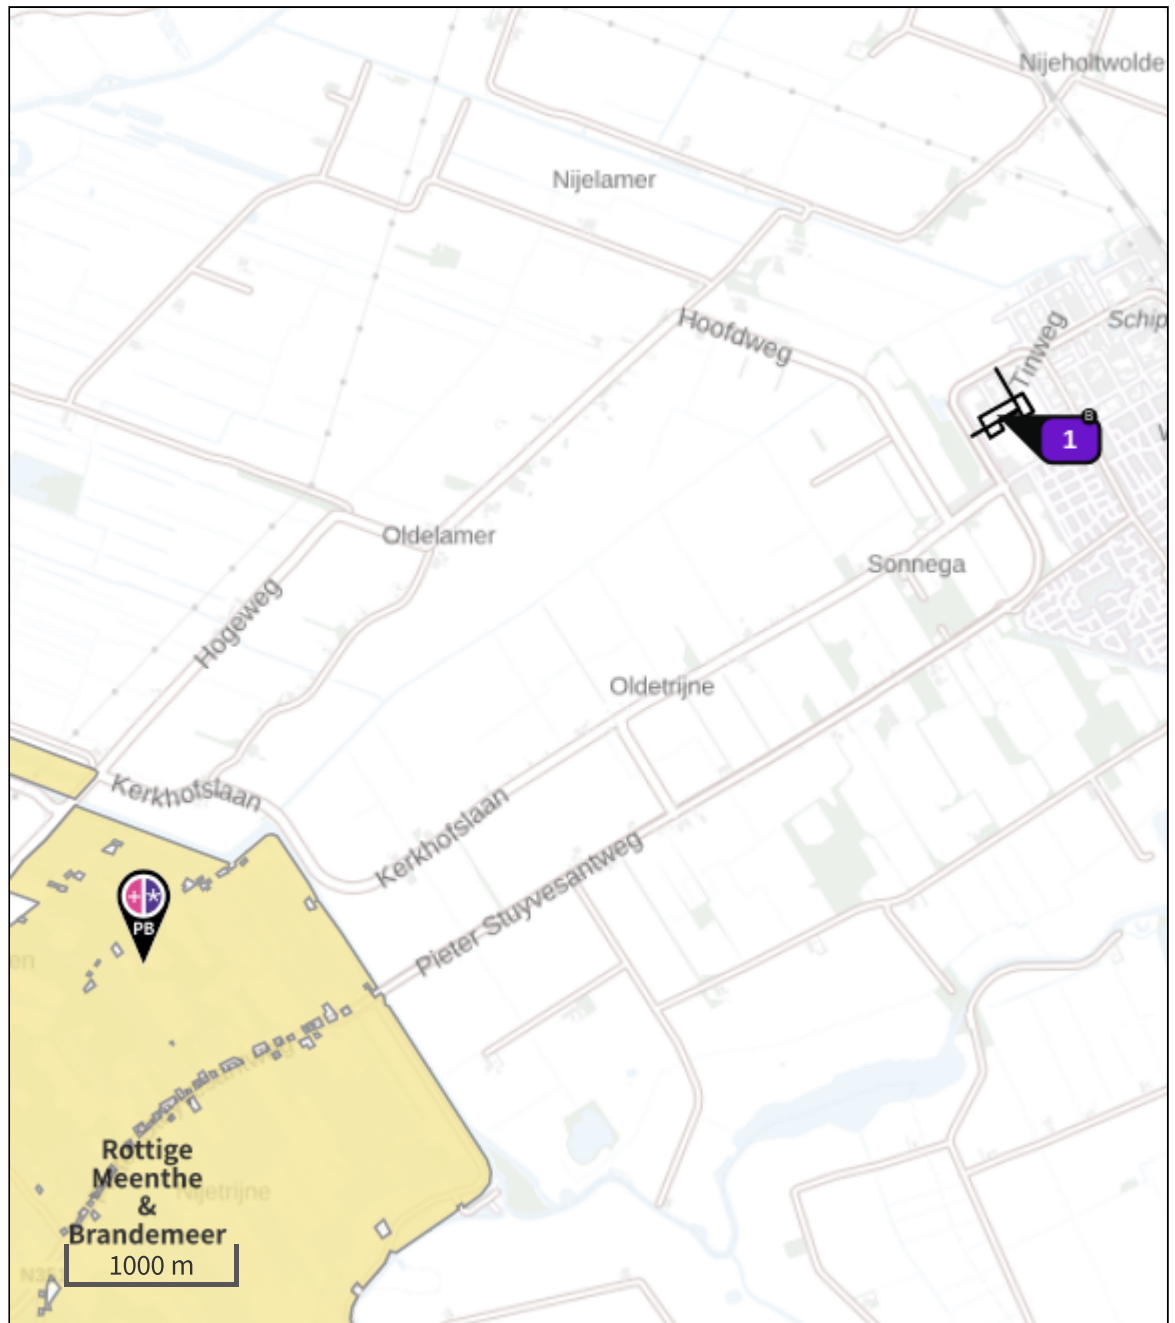 Nijeholtwolde
Nijelamer
Schip
Tinweg
Hoofdweg
B
1
Oldelamer
Sonnega
Hogeweg
Oldetrijne
Kerkhofslaan
Kerkhofslaan
Pieter Stuyvesantweg
PB
en
Rottige
Meenthe
Nijetrijne
&
Brandemeer
1000 m